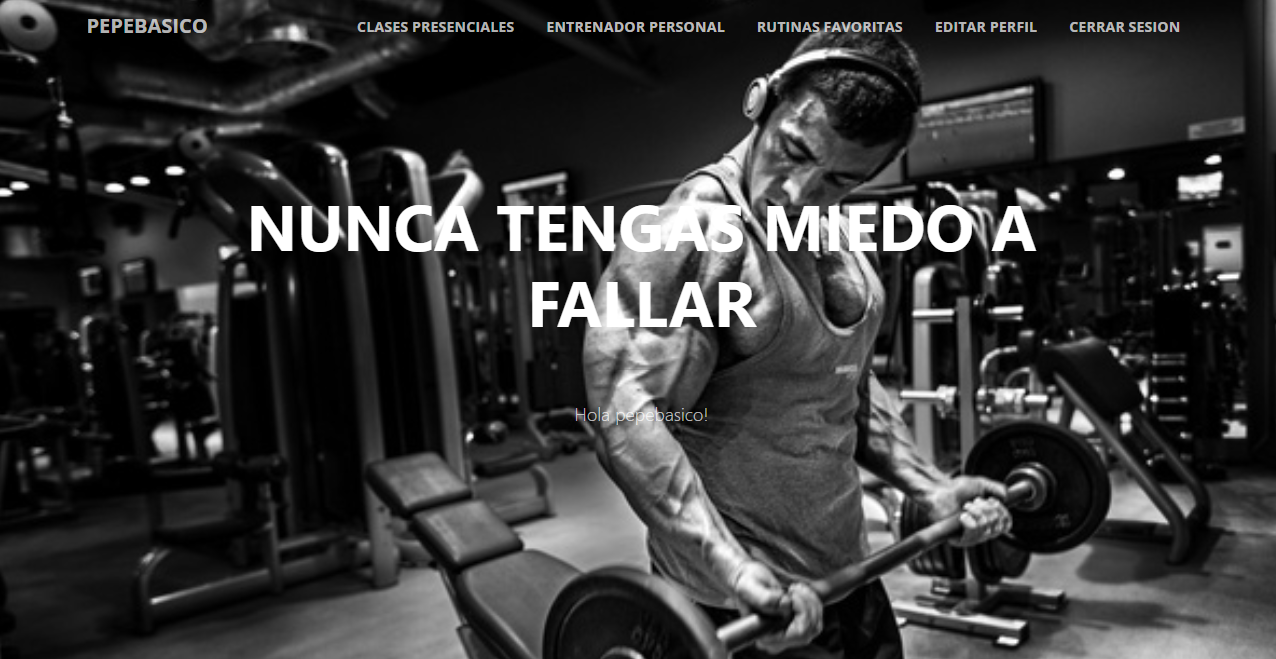 PEPEBASICO
CLASES PRESENCIALES
ENTRENADOR PERSONAL
RUTINAS FAVORITAS
EDITAR PERFIL
CERRAR SESION
NUNCA TENGAS MIEDO A
FALLAR
Hola pepebasico!